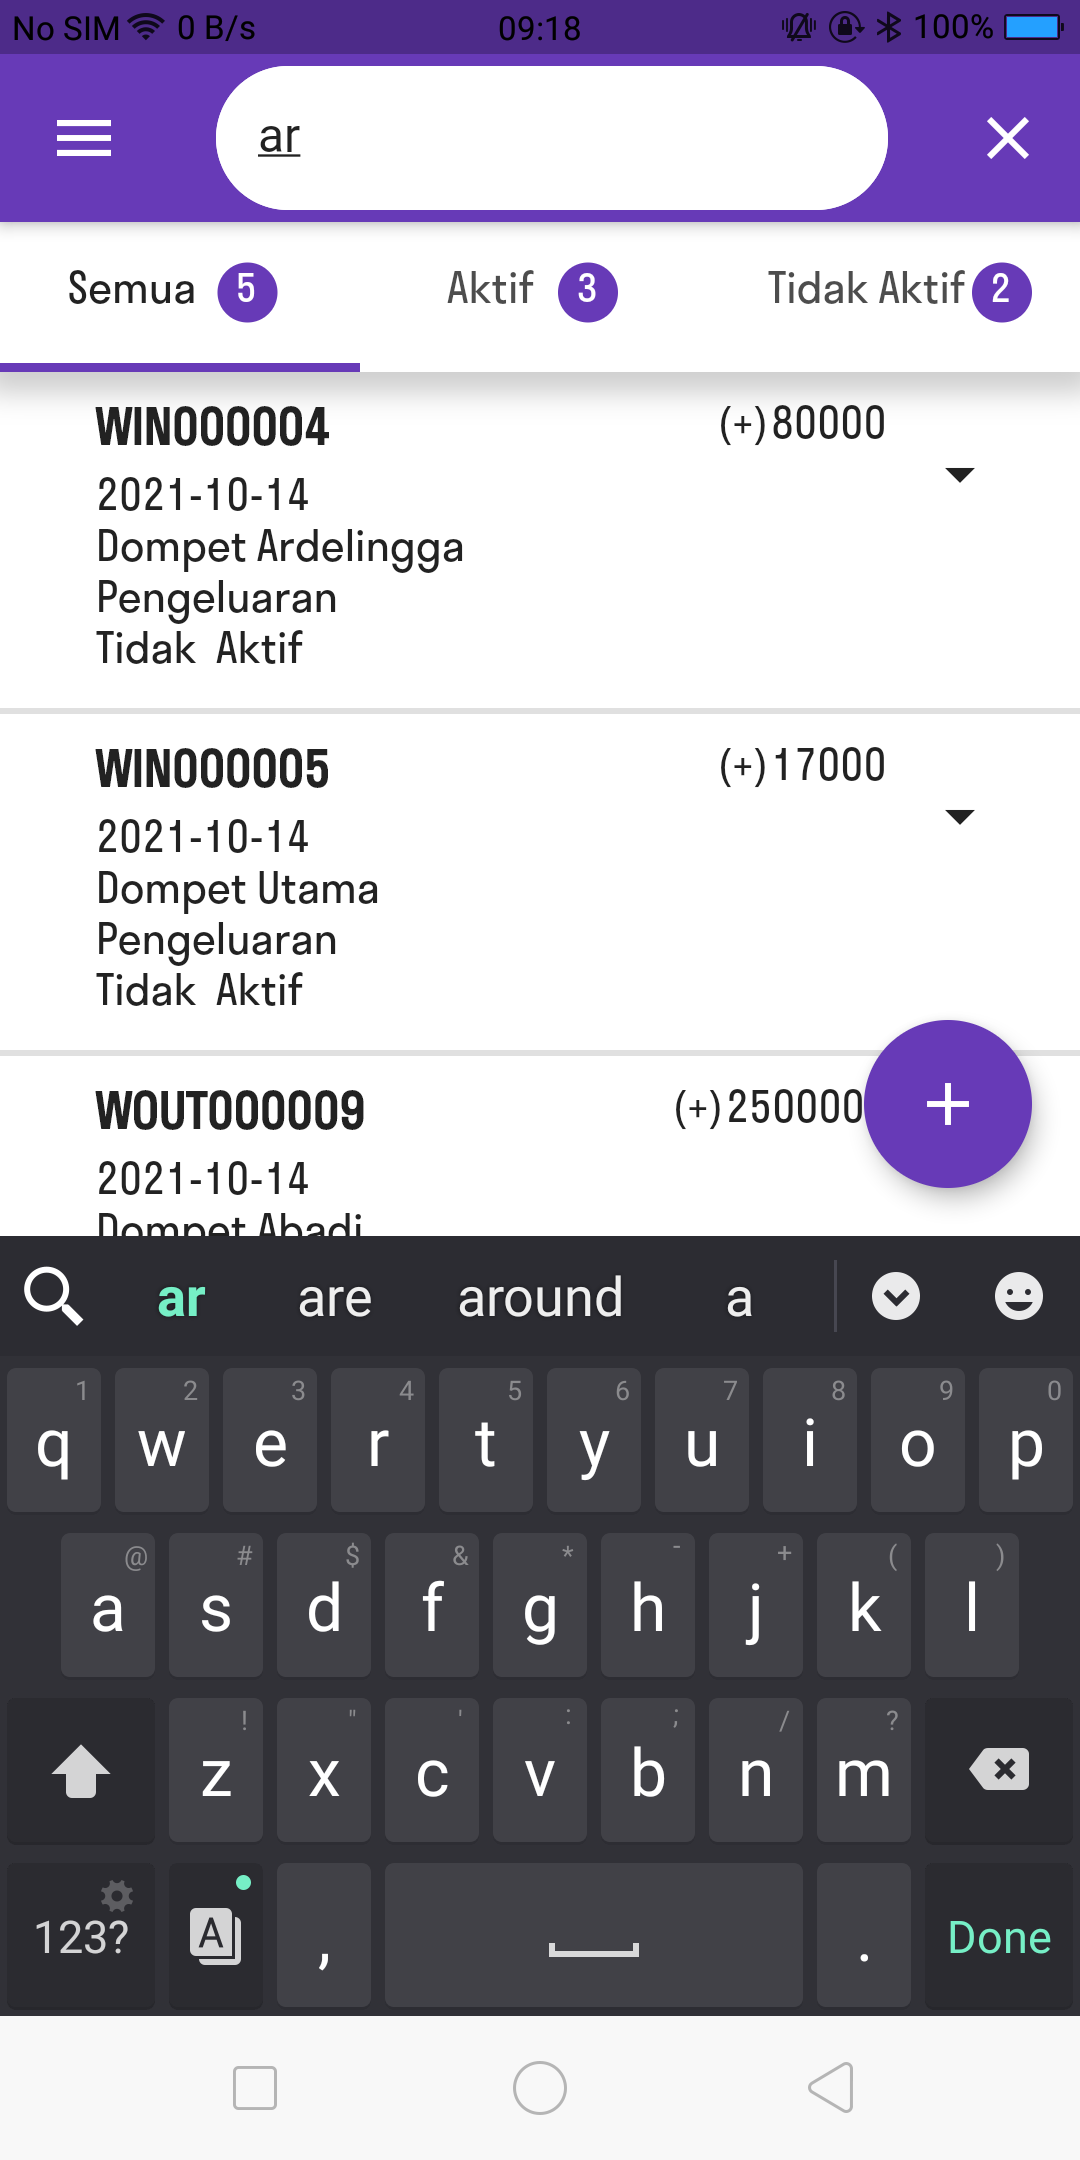 No SIM 0 B/s 09:18 100%
ar
Semua 5 Aktif 3 Tidak Aktif 2
WIN000004 (+)80000
2021-10-14
Dompet Ardelingga
Pengeluaran
Tidak Aktif
WIN000005 (+)17000
2021-10-14
Dompet Utama
Pengeluaran
Tidak Aktif
WOUT000009 (+)250000
2021-10-14
Dompet Abadi
ar are around a
1 2 3 4 5 6 7 8 9 0
q w e r t y u i o p
@ # $ & * - + ( )
a s d f g h j k l
! " ' : ; / ?
z x c v b n m
123? A , . Done